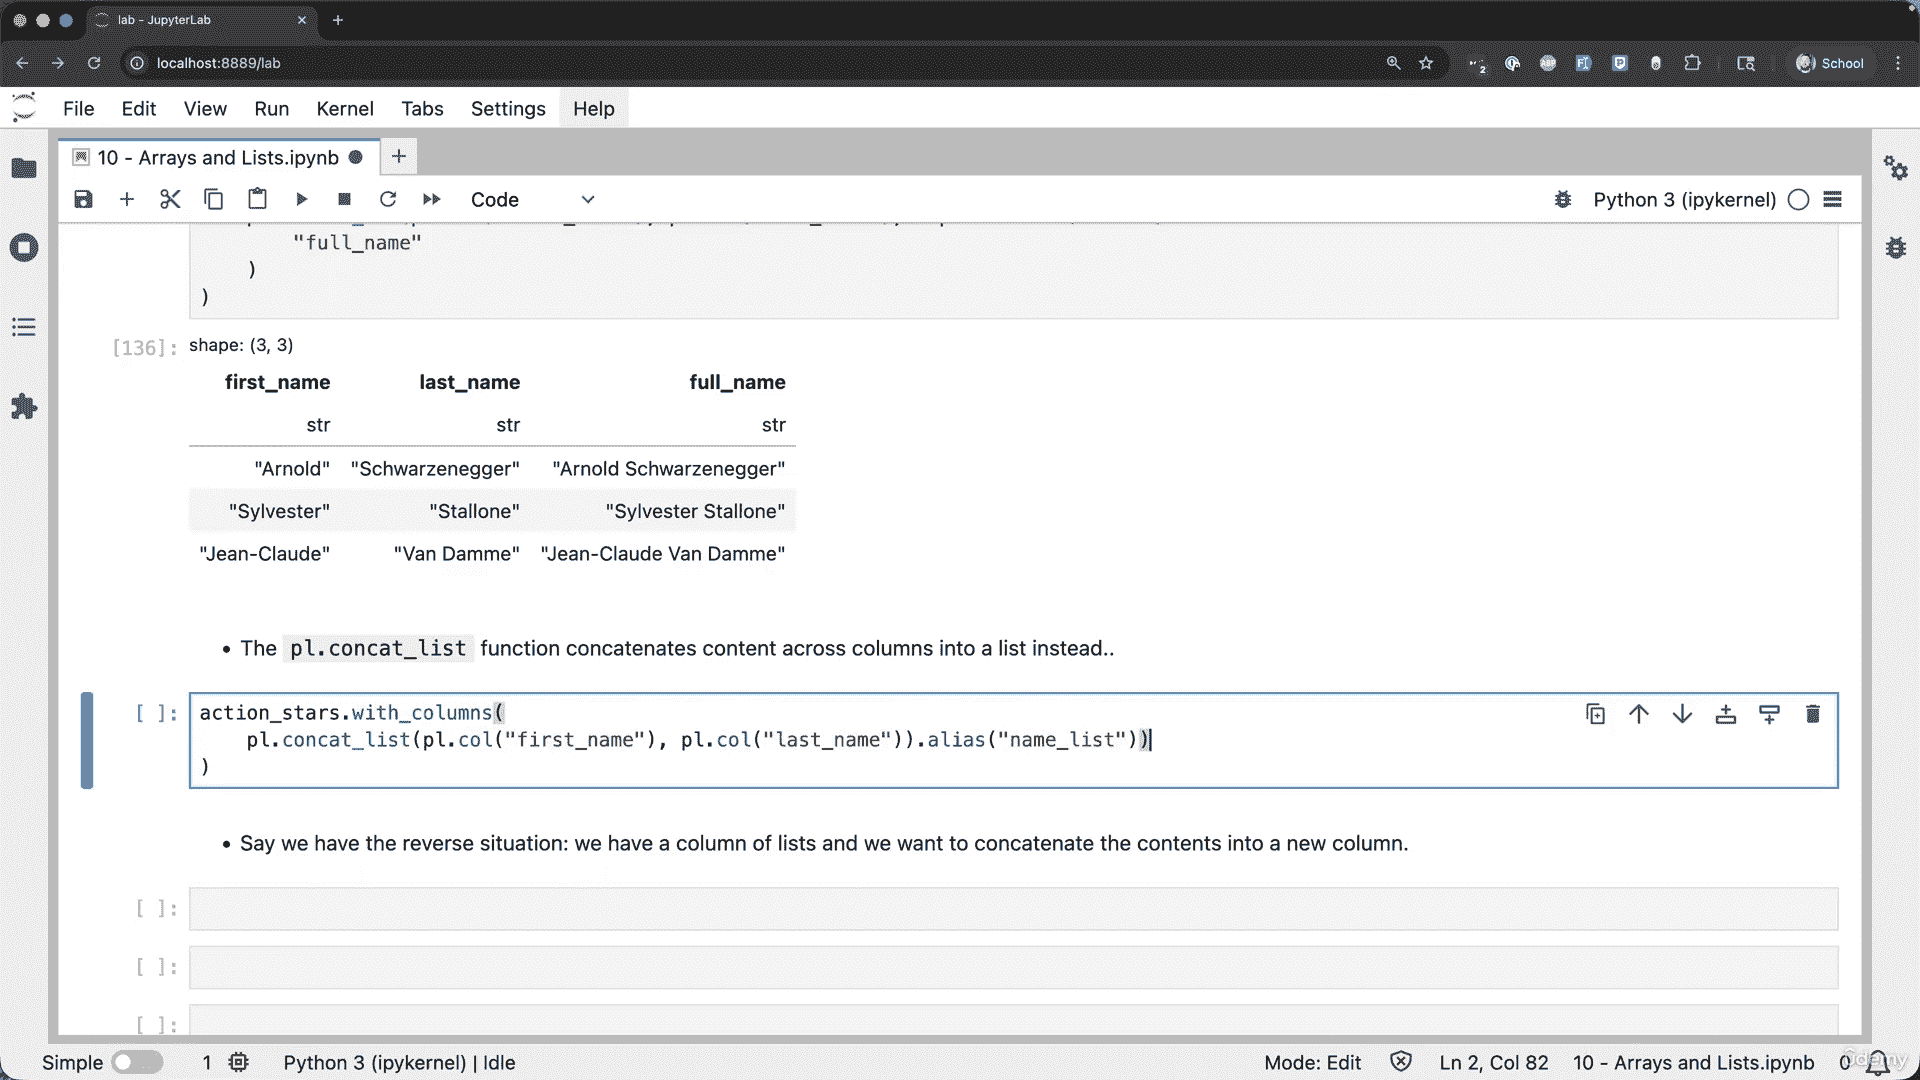 lab - JupyterLab
localhost:8889/lab
2
ABP
School
File Edit View Run Kernel Tabs Settings Help
10 - Arrays and Lists.ipynb
Code
Python 3 (ipykernel)
"full_name"
)
)
[136]: shape: (3, 3)
first_name last_name full_name
str str str
"Arnold" "Schwarzenegger" "Arnold Schwarzenegger"
"Sylvester" "Stallone" "Sylvester Stallone"
"Jean-Claude" "Van Damme" "Jean-Claude Van Damme"
• The pl.concat_list function concatenates content across columns into a list instead..
[ ]: action_stars.with_columns(
pl.concat_list(pl.col("first_name"), pl.col("last_name")).alias("name_list"))
)
• Say we have the reverse situation: we have a column of lists and we want to concatenate the contents into a new column.
[ ]:
[ ]:
[ ]:
Simple 1 Python 3 (ipykernel) | Idle Mode: Edit Ln 2, Col 82 10 - Arrays and Lists.ipynb 0
udemy